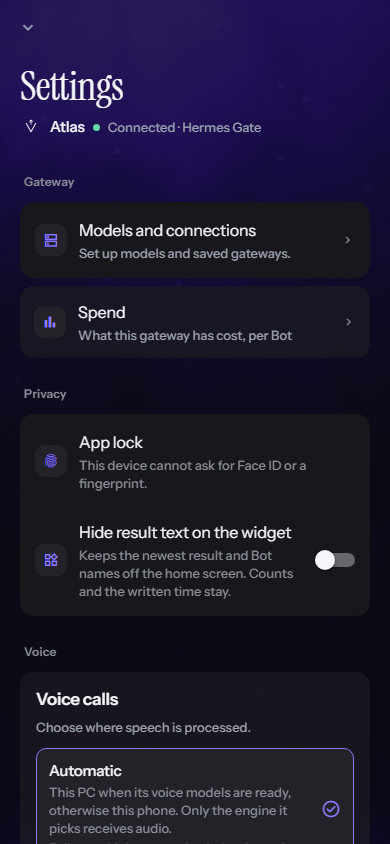 Settings
Atlas Connected · Hermes Gate
Gateway
Models and connections
Set up models and saved gateways.
Spend
What this gateway has cost, per Bot
Privacy
App lock
This device cannot ask for Face ID or a
fingerprint.
Hide result text on the widget
Keeps the newest result and Bot
names off the home screen. Counts
and the written time stay.
Voice
Voice calls
Choose where speech is processed.
Automatic
This PC when its voice models are ready,
otherwise this phone. Only the engine it
picks receives audio.